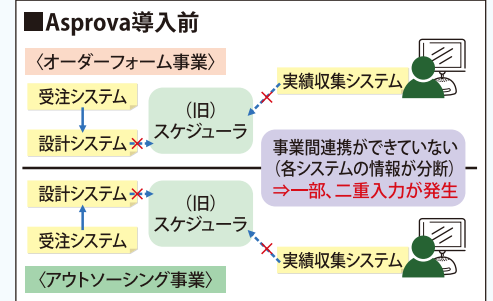 ■Asprova導入前
〈オーダーフォーム事業〉
受注システム
設計システム
（旧）
スケジューラ
実績収集システム
事業間連携ができていない
（各システムの情報が分断）
⇒一部、二重入力が発生
設計システム
受注システム
（旧）
スケジューラ
実績収集システム
〈アウトソーシング事業〉